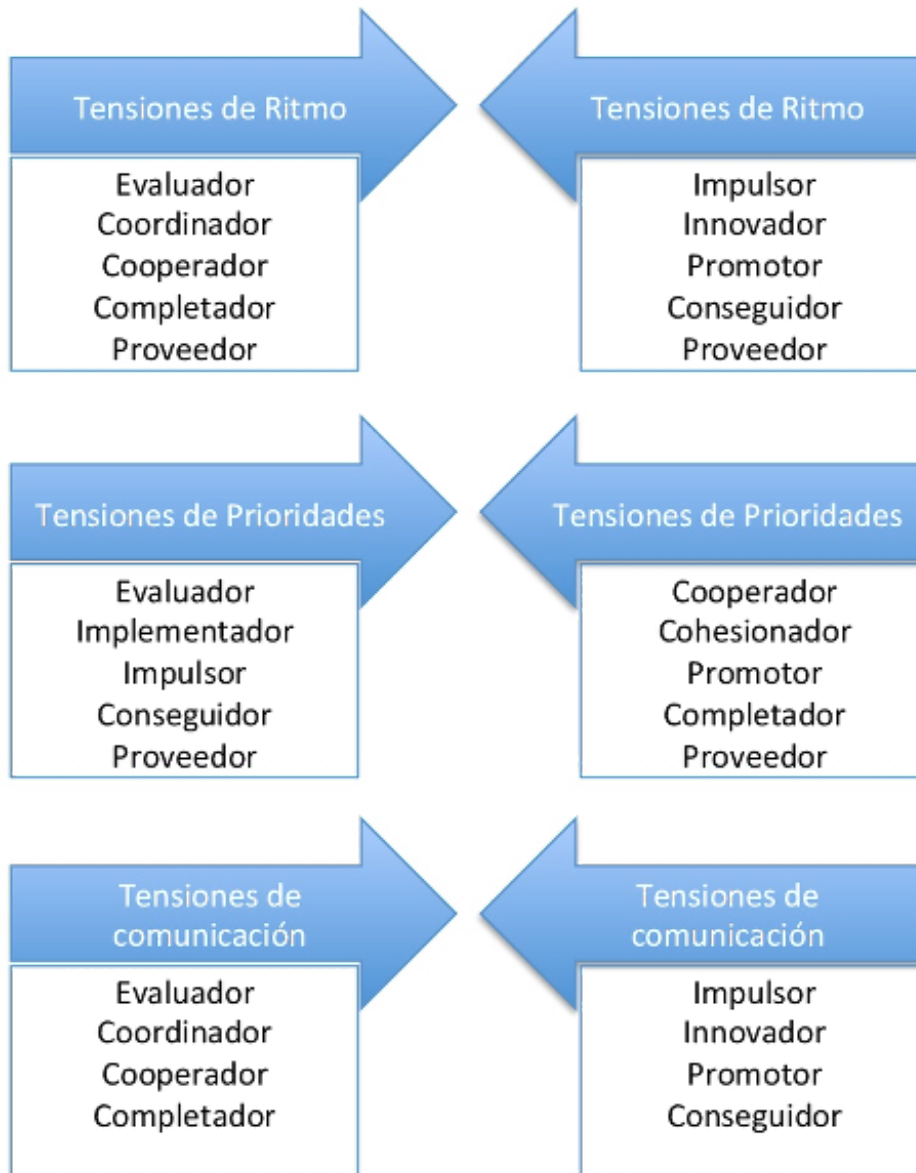 Tensiones de Ritmo
Evaluador
Coordinador
Cooperador
Completador
Proveedor
Tensiones de Ritmo
Impulsor
Innovador
Promotor
Conseguidor
Proveedor
Tensiones de Prioridades
Evaluador
Implementador
Impulsor
Conseguidor
Proveedor
Tensiones de Prioridades
Cooperador
Cohesionador
Promotor
Completador
Proveedor
Tensiones de
comunicación
Evaluador
Coordinador
Cooperador
Completador
Tensiones de
comunicación
Impulsor
Innovador
Promotor
Conseguidor